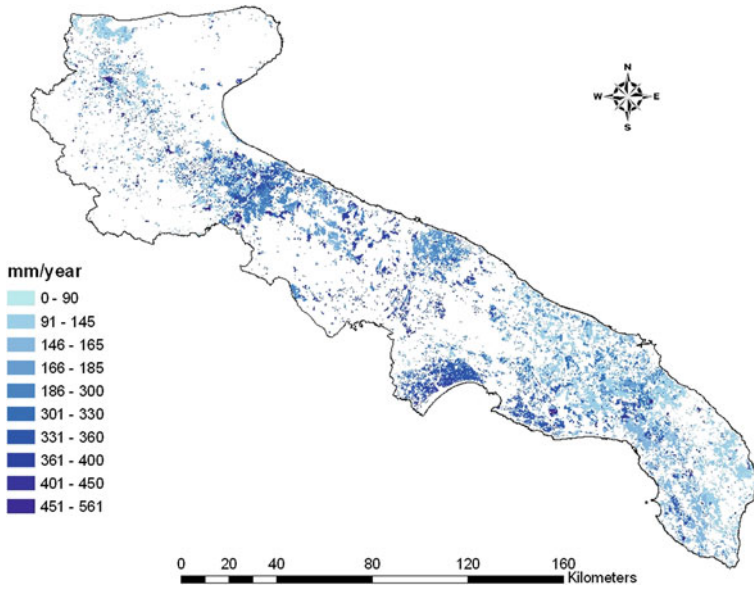 N
W E
S
mm/year
0 - 90
91 - 145
146 - 165
166 - 185
186 - 300
301 - 330
331 - 360
361 - 400
401 - 450
451 - 561
0 20 40 80 120 160
Kilometers